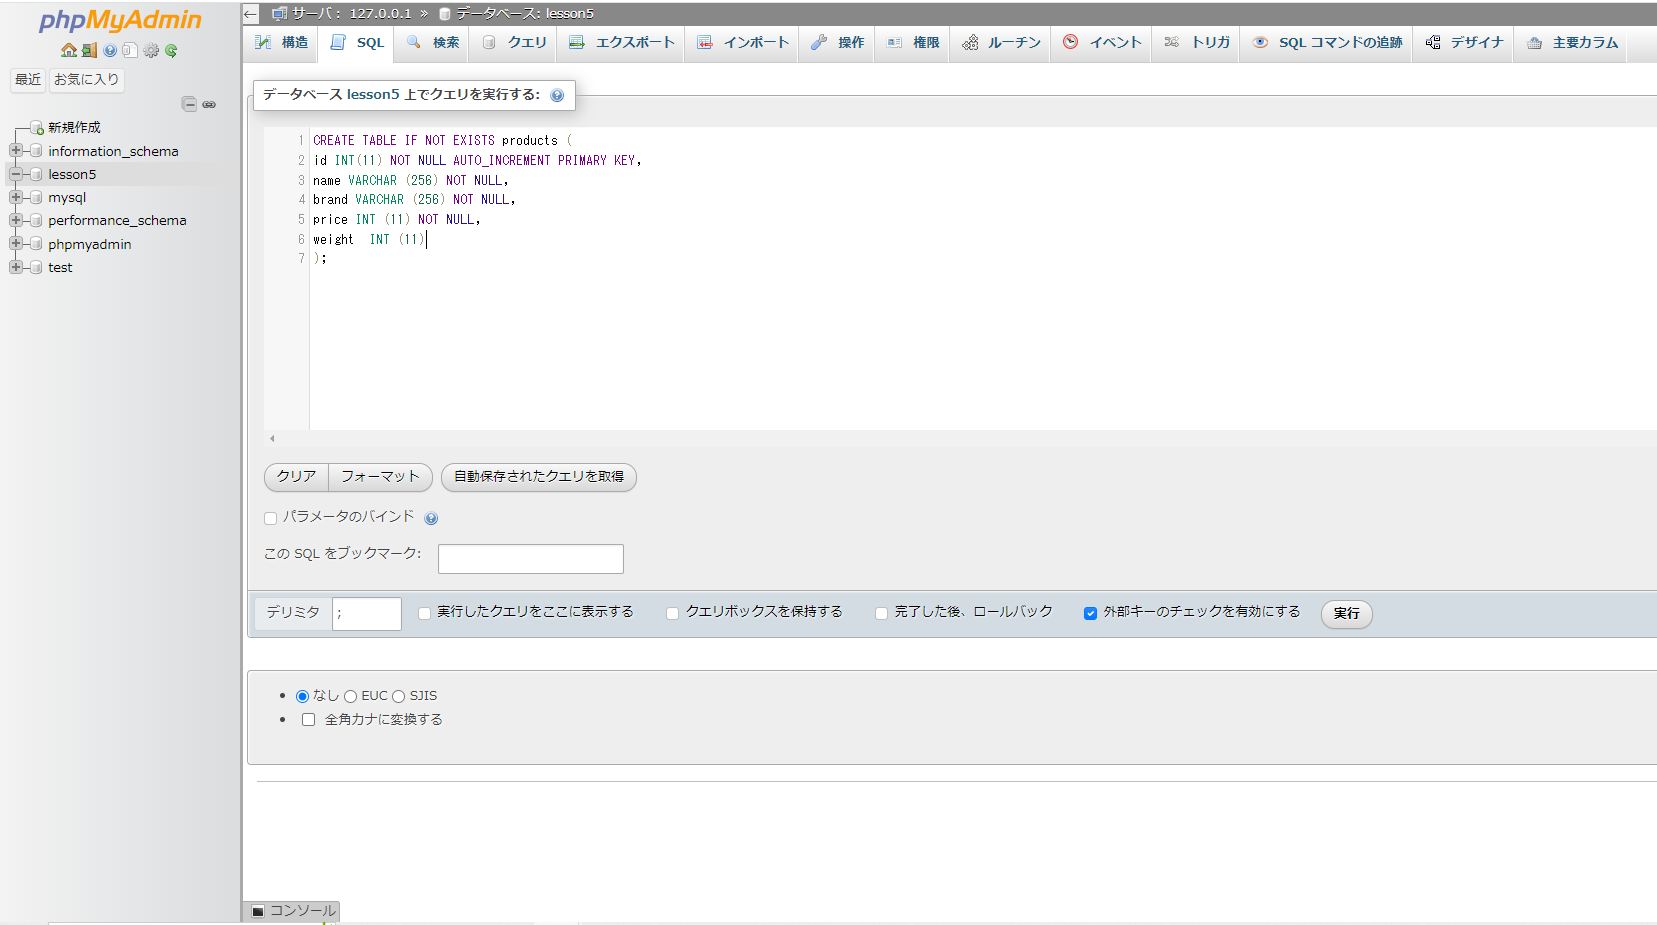 phpMyAdmin
最近 お気に入り
新規作成
information_schema
lesson5
mysql
performance_schema
phpmyadmin
test
サーバ： 127.0.0.1 » データベース: lesson5
構造 SQL 検索 クエリ エクスポート インポート 操作 権限 ルーチン イベント トリガ SQL コマンドの追跡 デザイナ 主要カラム
データベース lesson5 上でクエリを実行する:
1 CREATE TABLE IF NOT EXISTS products (
2 id INT(11) NOT NULL AUTO_INCREMENT PRIMARY KEY,
3 name VARCHAR (256) NOT NULL,
4 brand VARCHAR (256) NOT NULL,
5 price INT (11) NOT NULL,
6 weight  INT (11)
7 );
クリア フォーマット 自動保存されたクエリを取得
パラメータのバインド
この SQL をブックマーク:
デリミタ ; 実行したクエリをここに表示する クエリボックスを保持する 完了した後、ロールバック 外部キーのチェックを有効にする 実行
• なし EUC SJIS
• 全角カナに変換する
コンソール